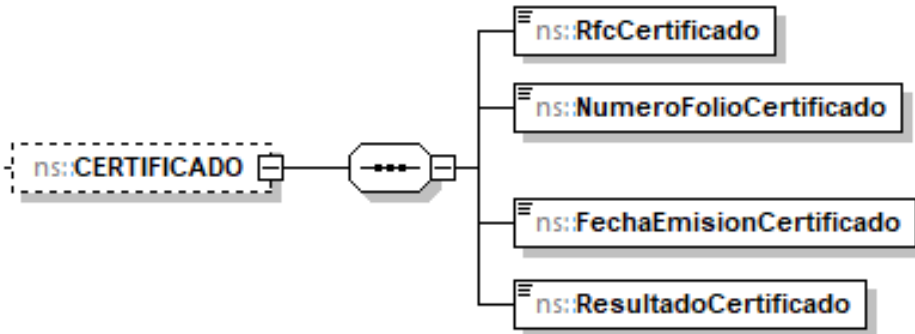 ns:RfcCertificado
ns:NumeroFolioCertificado
ns:CERTIFICADO
ns:FechaEmisionCertificado
ns:ResultadoCertificado